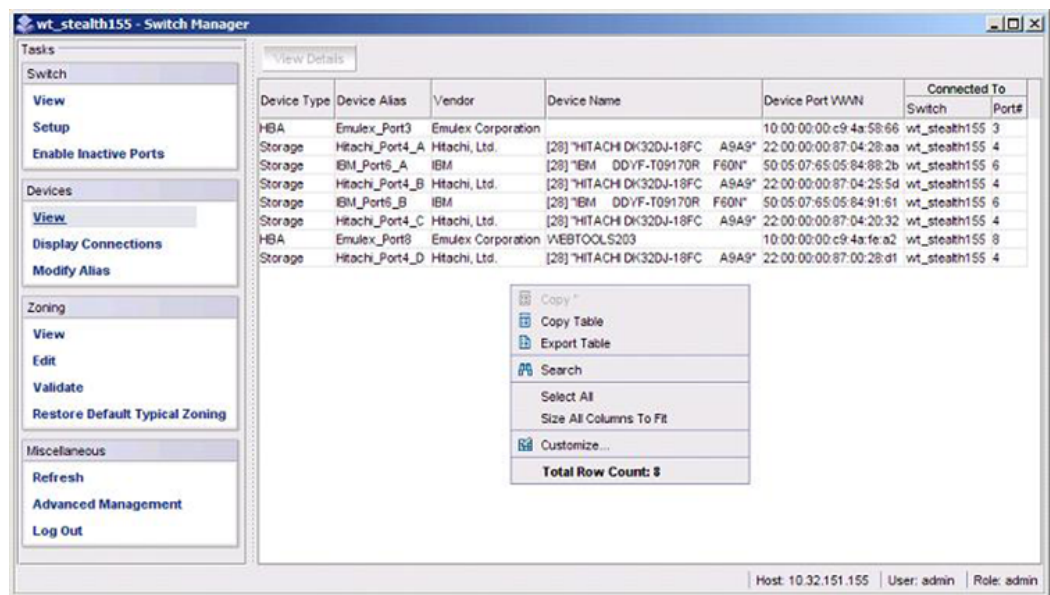 wt_stealth155 - Switch Manager
Tasks
Switch
View
Setup
Enable Inactive Ports
Devices
View
Display Connections
Modify Alias
Zoning
View
Edit
Validate
Restore Default Typical Zoning
Miscellaneous
Refresh
Advanced Management
Log Out
View Details
Device Type Device Alias Vendor Device Name Device Port WWN Connected To
Switch Port#
HBA Emulex_Port3 Emulex Corporation 10:00:00:00:c9:4a:58:66 wt_stealth155 3
Storage Hitachi_Port4_A Hitachi, Ltd. [28] "HITACHI DK32DJ-18FC A9A9" 22:00:00:00:87:04:28:aa wt_stealth155 4
Storage IBM_Port6_A IBM [28] "IBM DDYF-T09170R F60N" 50:05:07:65:05:84:88:2b wt_stealth155 6
Storage Hitachi_Port4_B Hitachi, Ltd. [28] "HITACHI DK32DJ-18FC A9A9" 22:00:00:00:87:04:25:5d wt_stealth155 4
Storage IBM_Port6_B IBM [28] "IBM DDYF-T09170R F60N" 50:05:07:65:05:84:91:61 wt_stealth155 6
Storage Hitachi_Port4_C Hitachi, Ltd. [28] "HITACHI DK32DJ-18FC A9A9" 22:00:00:00:87:04:20:32 wt_stealth155 4
HBA Emulex_Port8 Emulex Corporation WEBTOOLS203 10:00:00:00:c9:4a:fe:a2 wt_stealth155 8
Storage Hitachi_Port4_D Hitachi, Ltd. [28] "HITACHI DK32DJ-18FC A9A9" 22:00:00:00:87:00:28:d1 wt_stealth155 4
Copy "
Copy Table
Export Table
Search
Select All
Size All Columns To Fit
Customize...
Total Row Count: 8
Host: 10.32.151.155 User: admin Role: admin